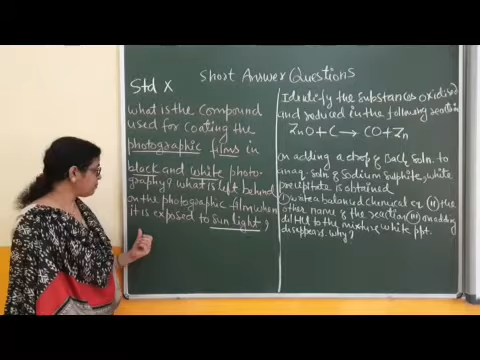 Short Answer Questions
Std X
What is the compound
used for coating the
photographic films in
black and white photo-
graphy? what is left behind
on the photographic film when
it is exposed to sun light?
Identify the substances oxidised
and reduced in the following reaction
ZnO + C → CO + Zn
on adding a drop of BaCl2 soln. to
an aq. soln of Sodium Sulphite, white
precipitate is obtained
(i) write a balanced chemical eq (ii) the
other name of the reaction (iii) on adding
dil HCl to the mixture white ppt.
disappears. why?